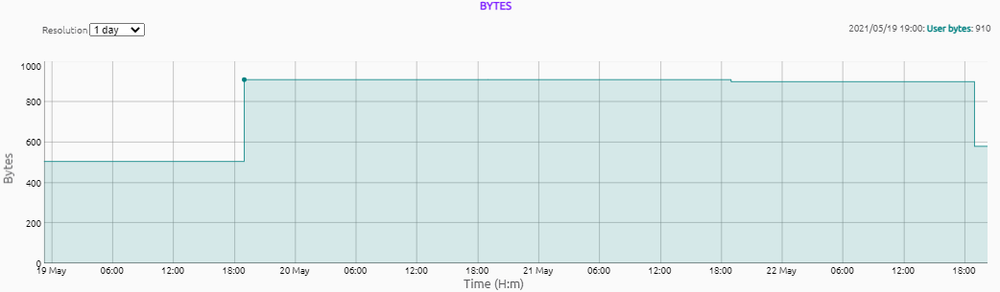 BYTES
Resolution 1 day
2021/05/19 19:00: User bytes: 910
1000
800
600
400
200
0
Bytes
19 May 06:00 12:00 18:00 20 May 06:00 12:00 18:00 21 May 06:00 12:00 18:00 22 May 06:00 12:00 18:00
Time (H:m)